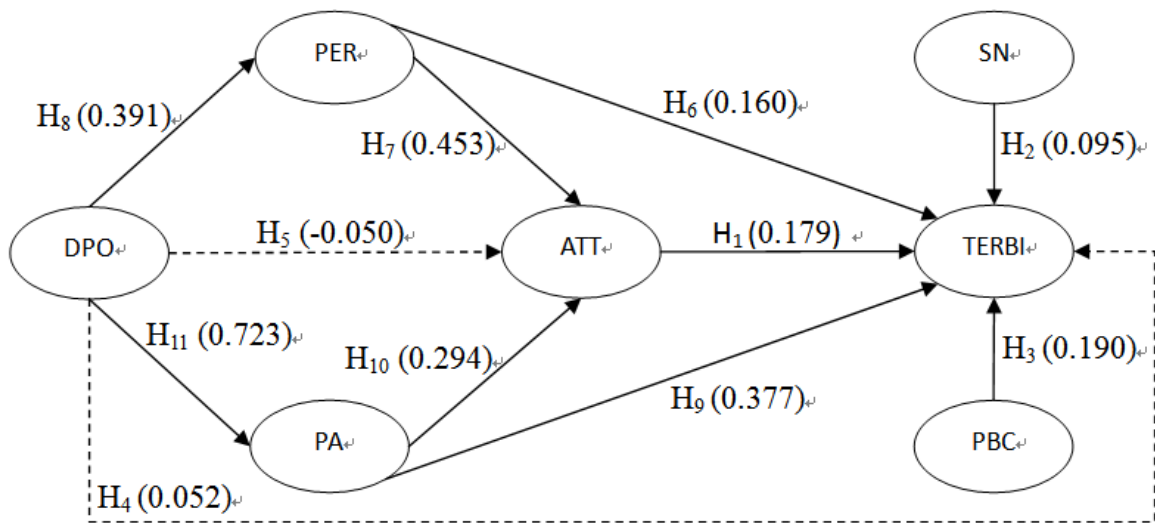 PER↵
SN↵
H₆ (0.160)↵
H₈ (0.391)↵
H₇ (0.453)↵
H₂ (0.095)↵
DPO↵
H₅ (-0.050)↵
ATT↵
H₁ (0.179) ↵
TERBI↵
H₁₁ (0.723)↵
H₁₀ (0.294)↵
H₃ (0.190)↵
H₉ (0.377)↵
PA↵
PBC↵
H₄ (0.052)↵